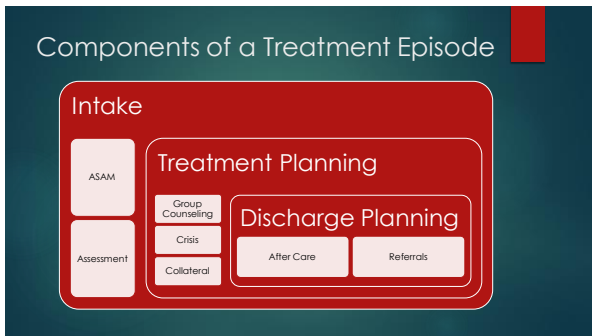 Components of a Treatment Episode
Intake
ASAM
Assessment
Treatment Planning
Group
Counseling
Crisis
Collateral
Discharge Planning
After Care
Referrals